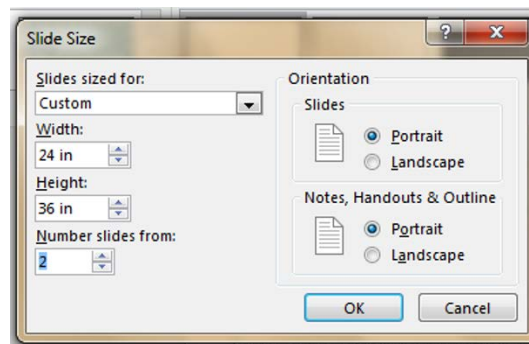 Slide Size
Slides sized for:
Custom
Width:
24 in
Height:
36 in
Number slides from:
2
Orientation
Slides
Portrait
Landscape
Notes, Handouts & Outline
Portrait
Landscape
OK
Cancel